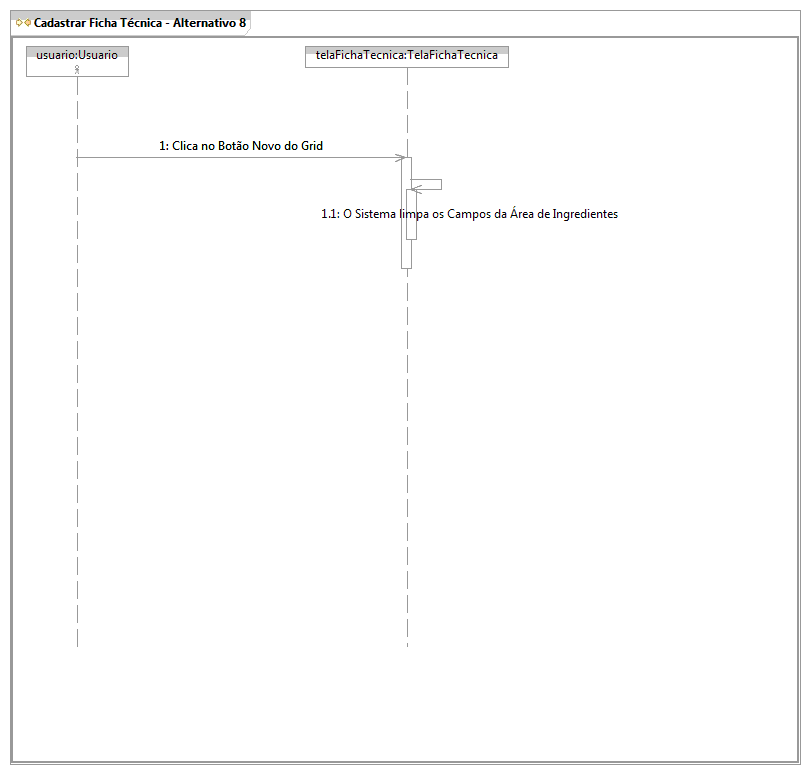 Cadastrar Ficha Técnica - Alternativo 8
usuario:Usuario
telaFichaTecnica:TelaFichaTecnica
1: Clica no Botão Novo do Grid
1.1: O Sistema limpa os Campos da Área de Ingredientes